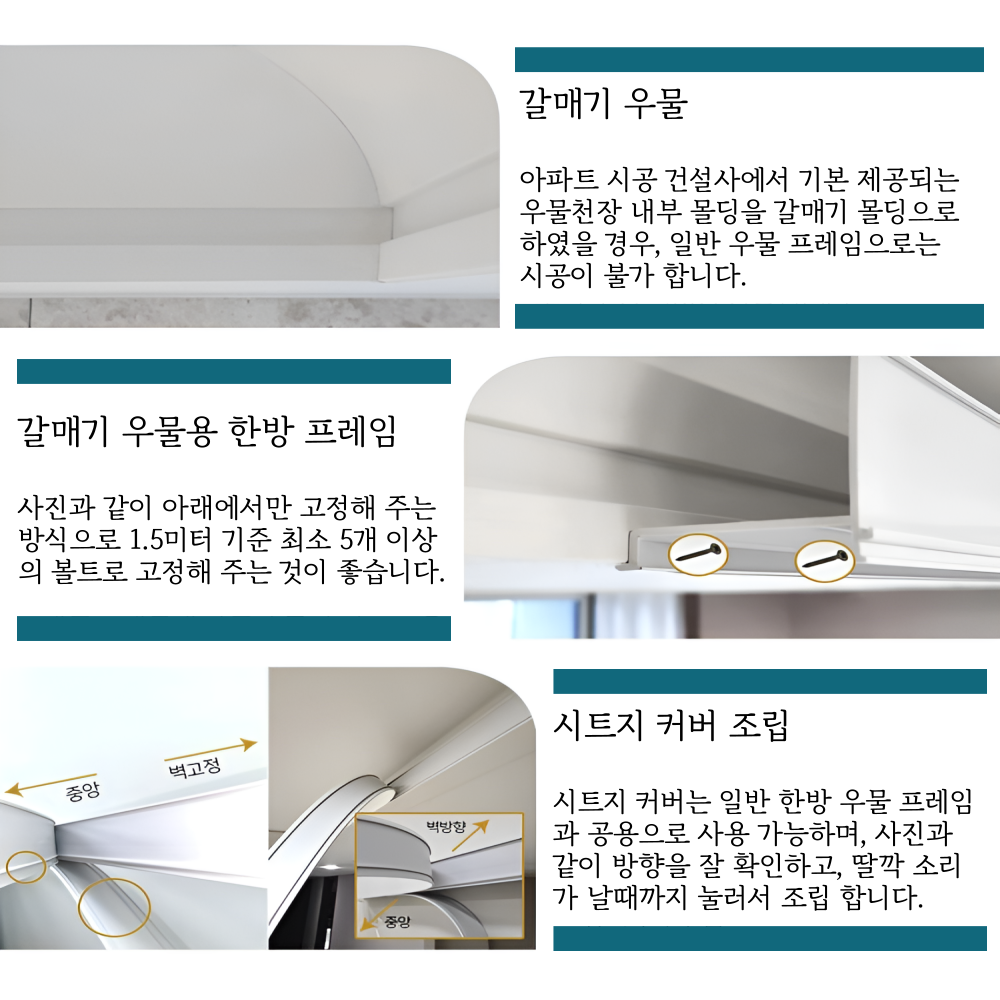 갈매기 우물
아파트 시공 건설사에서 기본 제공되는
우물천장 내부 몰딩을 갈매기 몰딩으로
하였을 경우, 일반 우물 프레임으로는
시공이 불가 합니다.
갈매기 우물용 한방 프레임
사진과 같이 아래에서만 고정해 주는
방식으로 1.5미터 기준 최소 5개 이상
의 볼트로 고정해 주는 것이 좋습니다.
중앙
벽고정
벽방향
중앙
시트지 커버 조립
시트지 커버는 일반 한방 우물 프레임
과 공용으로 사용 가능하며, 사진과
같이 방향을 잘 확인하고, 딸깍 소리
가 날때까지 눌러서 조립 합니다.